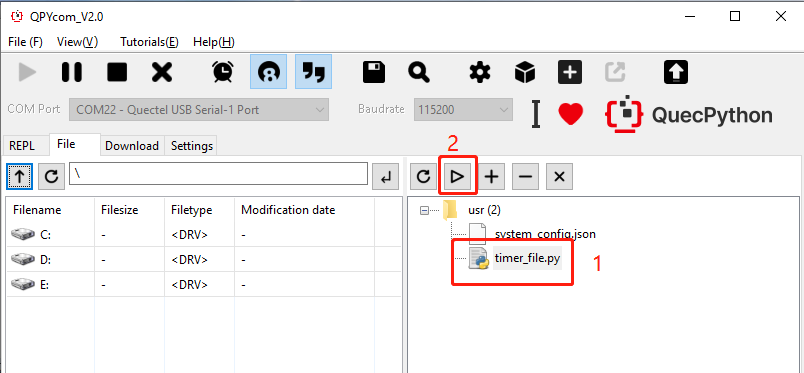 QPYcom_V2.0
File (F) View(V) Tutorials(E) Help(H)
COM Port COM22 - Quectel USB Serial-1 Port Baudrate 115200 QuecPython
REPL File Download Settings 2
\
Filename Filesize Filetype Modification date usr (2)
system_config.json
C: - <DRV> -
timer_file.py 1
D: - <DRV> -
E: - <DRV> -